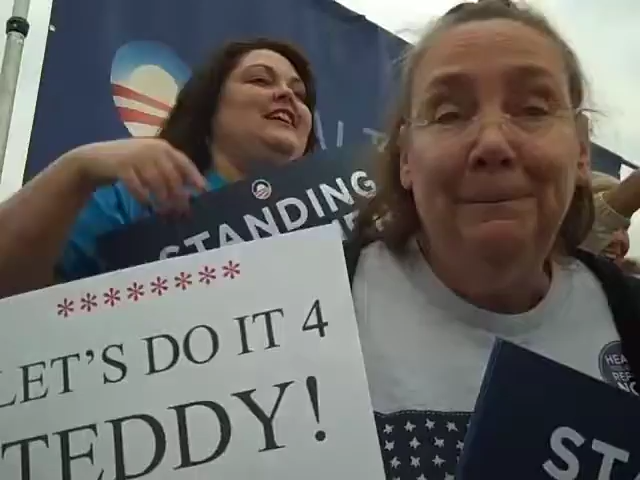 STANDING
*******
LET'S DO IT 4
TEDDY!
ST